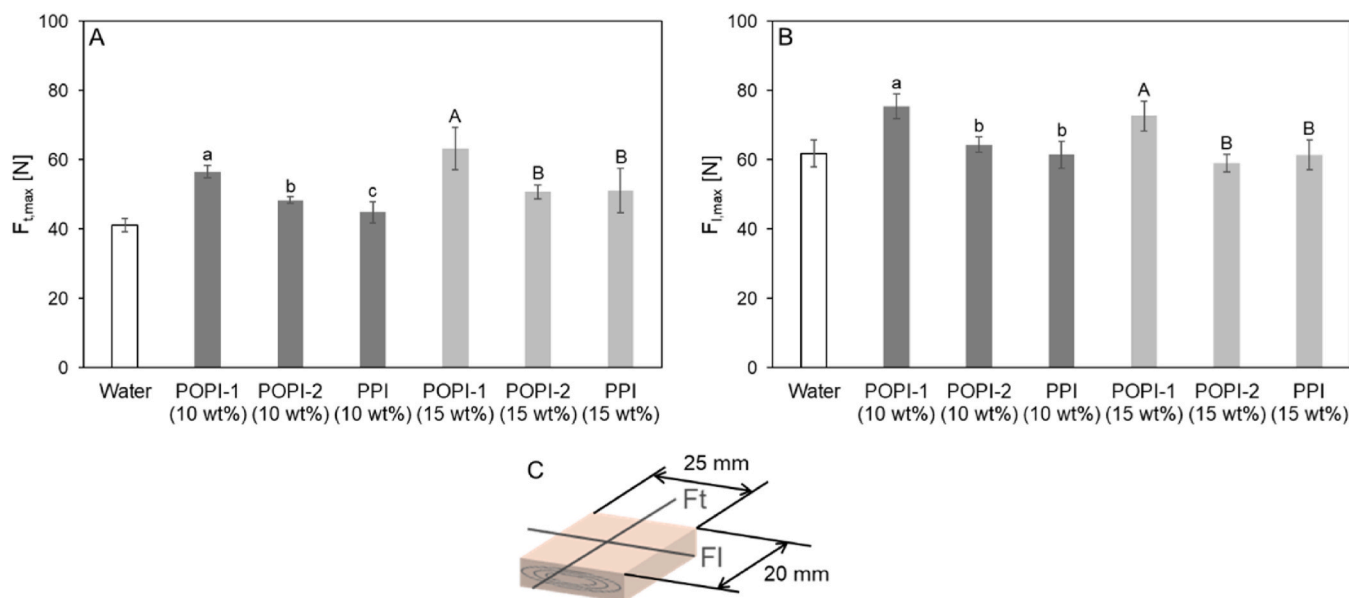 A
F_t,max [N]
100
80
60
40
20
0
a
b
c
A
B
B
Water
POPI-1
(10 wt%)
POPI-2
(10 wt%)
PPI
(10 wt%)
POPI-1
(15 wt%)
POPI-2
(15 wt%)
PPI
(15 wt%)
B
F_l,max [N]
100
80
60
40
20
0
a
b
b
A
B
B
Water
POPI-1
(10 wt%)
POPI-2
(10 wt%)
PPI
(10 wt%)
POPI-1
(15 wt%)
POPI-2
(15 wt%)
PPI
(15 wt%)
C
25 mm
Ft
Fl
20 mm